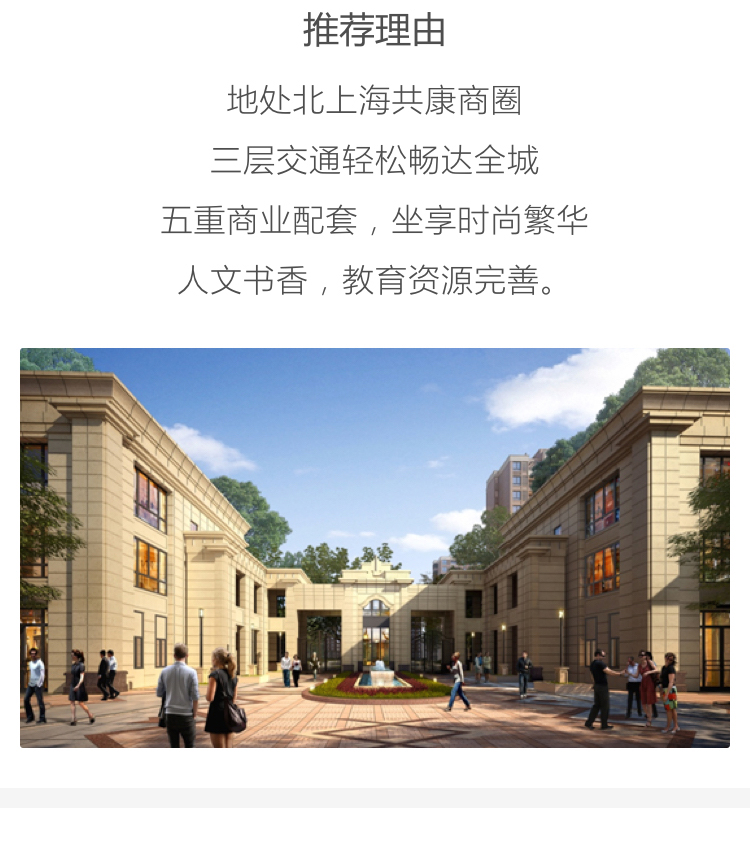 推荐理由
地处北上海共康商圈
三层交通轻松畅达全城
五重商业配套，坐享时尚繁华
人文书香，教育资源完善。